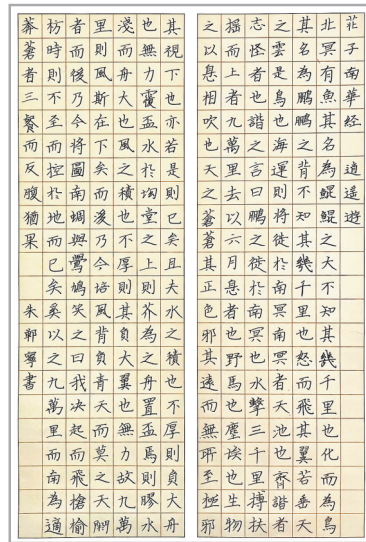 莊子南華經　逍遙遊
北冥有魚其名為鯤鯤之大不知其幾千里也化而為鳥
其名為鵬鵬之背不知其幾千里也怒而飛其翼若垂天
之雲是鳥也海運則將徙於南冥南冥者天池也齊諧者
志怪者也諧之言曰鵬之徙於南冥也水擊三千里摶扶
搖而上者九萬里去以六月息者也野馬也塵埃也生物
之以息相吹也天之蒼蒼其正色邪其遠而無所至極邪
其視下也亦若是則已矣且夫水之積也不厚則負大舟
也無力覆盃水於坳堂之上則芥為之舟置盃焉則膠水
淺而舟大也風之積也不厚則其負大翼也無力故九萬
里則風斯在下矣而後乃今培風背負青天而莫之夭閼
者而後乃今將圖南蜩與鶯鳩笑之曰我決起而飛槍榆
枋時則不至而控於地而已矣奚以之九萬里而南為適
莽蒼者三餐而反腹猶果　朱鄭寧書